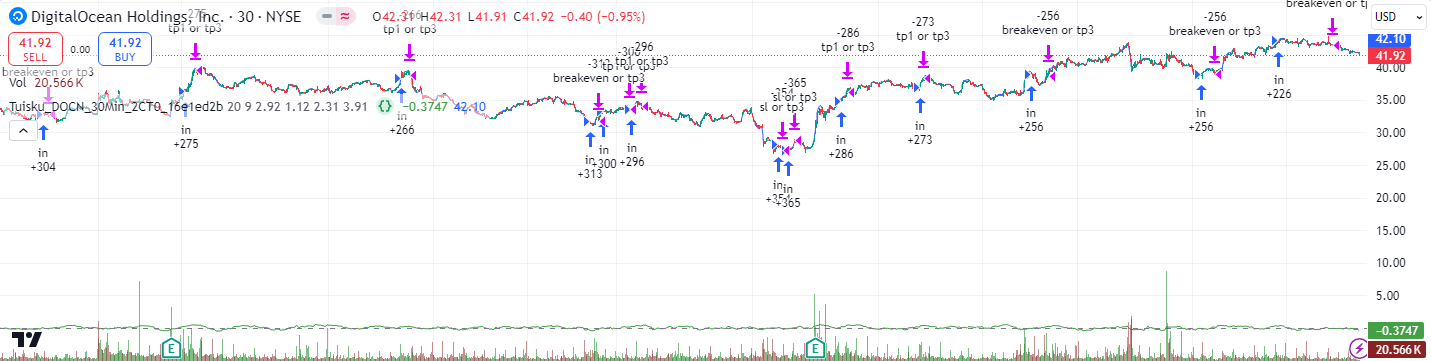 DigitalOcean Holdings, Inc. · 30 · NYSE
O42.31 H42.31 L41.91 C41.92 −0.40 (−0.95%)
USD
41.92
SELL
0.00
41.92
BUY
breakeven or tp3
Vol 20.566 K
Tuisku_DOCN_30Min_2CT0_16e1ed2b 20 9 2.92 1.12 2.31 3.91 −0.3747 42.10
in
+304
-275
tp1 or tp3
in
+275
-266
tp1 or tp3
in
+266
breakeven or tp3
in
+313
in
+300
-296
tp1 or tp3
in
+296
-365
sl or tp3
sl or tp3
in
in
+354
+365
-286
tp1 or tp3
in
+286
-273
tp1 or tp3
in
+273
-256
breakeven or tp3
in
+256
-256
breakeven or tp3
in
+256
breakeven or tp
in
+226
42.10
41.92
40.00
35.00
30.00
25.00
20.00
15.00
10.00
5.00
−0.3747
20.566 K
E
E